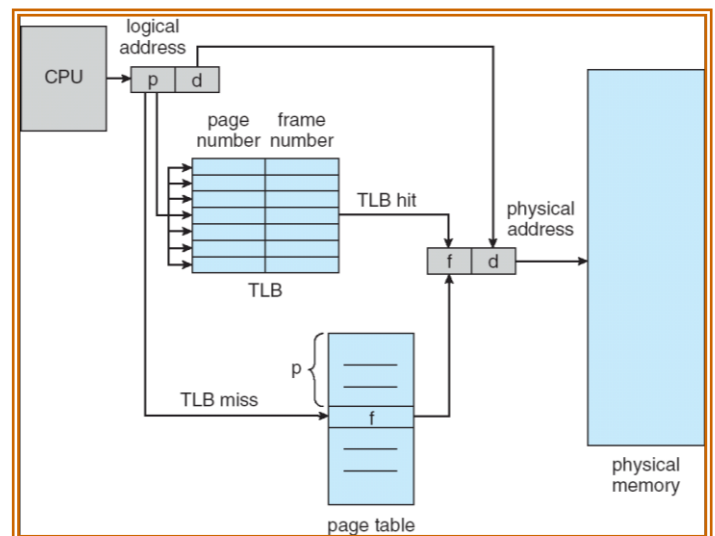 logical
address
CPU
p
d
page
number
frame
number
TLB hit
physical
address
f
d
TLB
p
TLB miss
f
physical
memory
page table